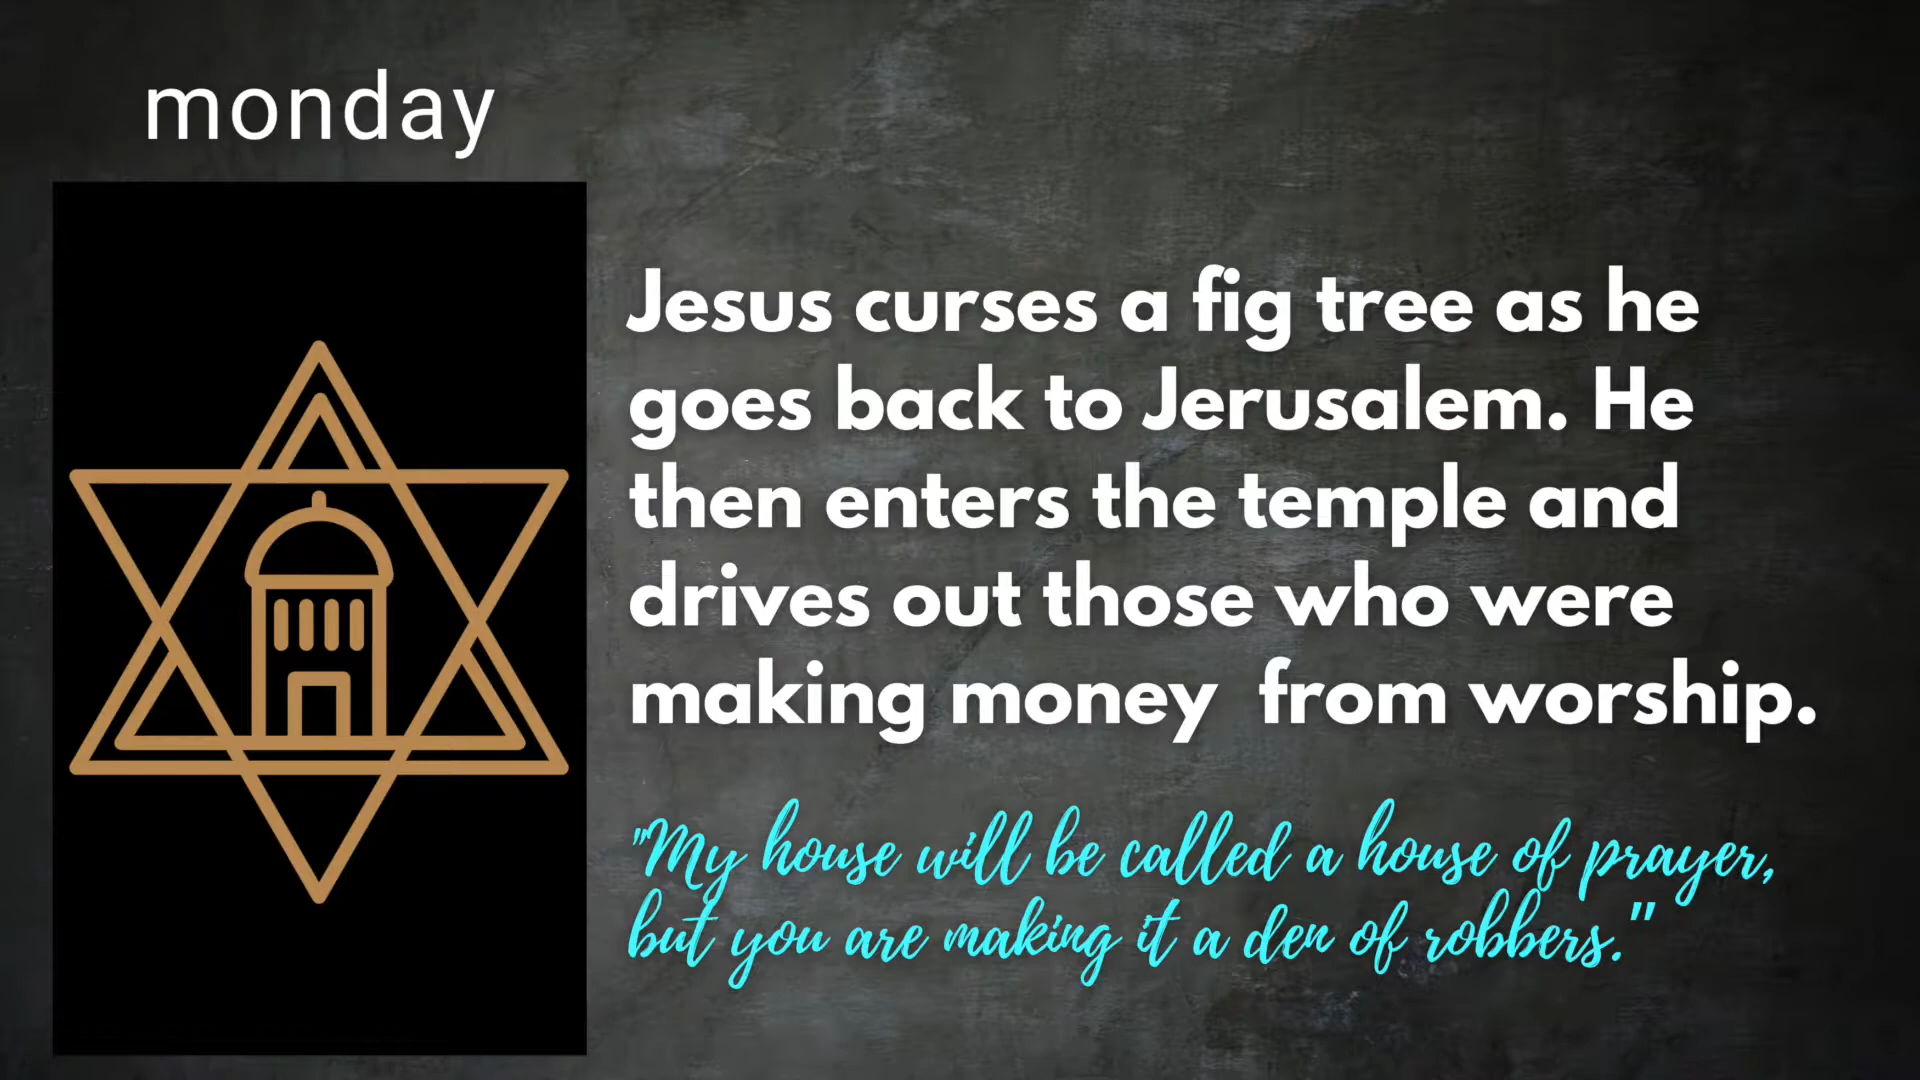 monday
Jesus curses a fig tree as he
goes back to Jerusalem. He
then enters the temple and
drives out those who were
making money  from worship.
"My house will be called a house of prayer,
but you are making it a den of robbers."